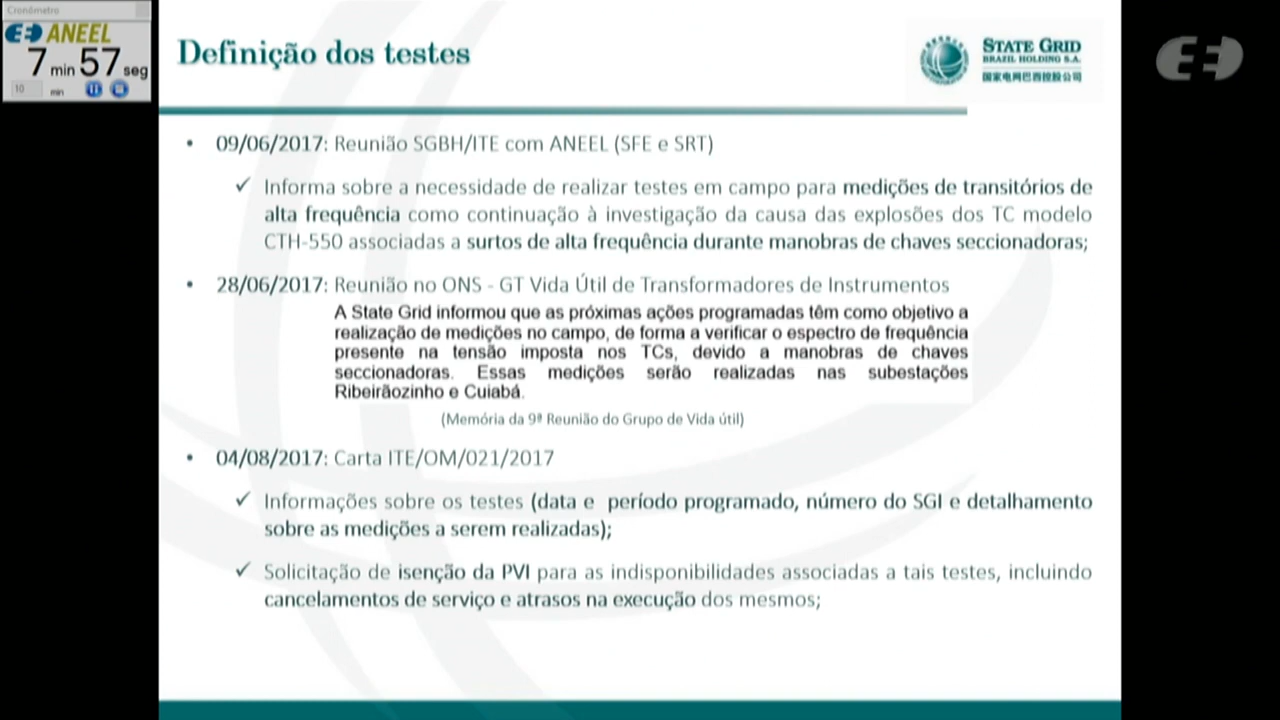 Cronômetro
ANEEL
7 min 57 seg
10 min
Definição dos testes
STATE GRID
BRAZIL HOLDING S.A.
国家电网巴西控股公司
• 09/06/2017: Reunião SGBH/ITE com ANEEL (SFE e SRT)
✓ Informa sobre a necessidade de realizar testes em campo para medições de transitórios de
alta frequência como continuação à investigação da causa das explosões dos TC modelo
CTH-550 associadas a surtos de alta frequência durante manobras de chaves seccionadoras;
• 28/06/2017: Reunião no ONS - GT Vida Útil de Transformadores de Instrumentos
A State Grid informou que as próximas ações programadas têm como objetivo a
realização de medições no campo, de forma a verificar o espectro de frequência
presente na tensão imposta nos TCs, devido a manobras de chaves
seccionadoras. Essas medições serão realizadas nas subestações
Ribeirãozinho e Cuiabá.
(Memória da 9ª Reunião do Grupo de Vida útil)
• 04/08/2017: Carta ITE/OM/021/2017
✓ Informações sobre os testes (data e período programado, número do SGI e detalhamento
sobre as medições a serem realizadas);
✓ Solicitação de isenção da PVI para as indisponibilidades associadas a tais testes, incluindo
cancelamentos de serviço e atrasos na execução dos mesmos;